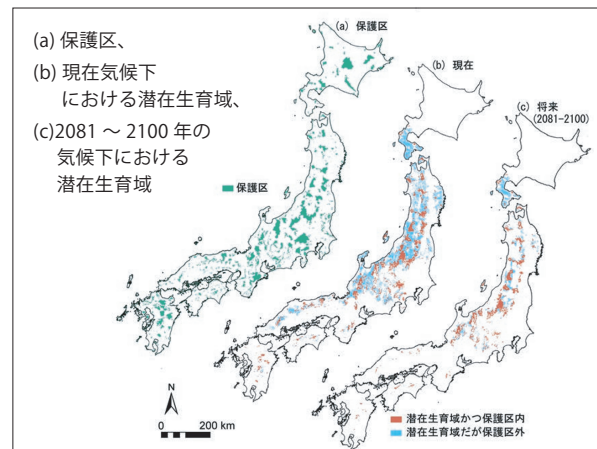 (a) 保護区、
(b) 現在気候下
における潜在生育域、
(c)2081 ～ 2100 年の
気候下における
潜在生育域
(a) 保護区
(b) 現在
(c) 将来
(2081-2100)
保護区
N
0 200 km
潜在生育域かつ保護区内
潜在生育域だが保護区外